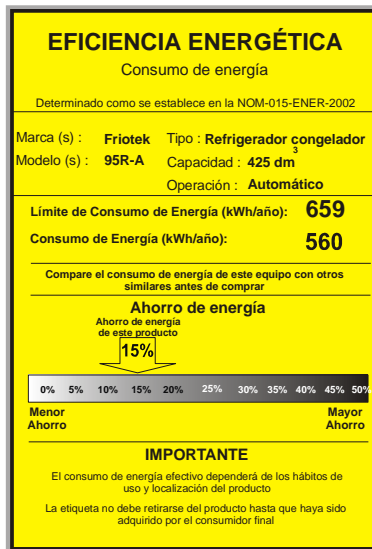 EFICIENCIA ENERGÉTICA
Consumo de energía
Determinado como se establece en la NOM-015-ENER-2002
Marca (s) : Friotek Tipo : Refrigerador congelador
Modelo (s) : 95R-A Capacidad : 425 dm3
Operación : Automático
Límite de Consumo de Energía (kWh/año): 659
Consumo de Energía (kWh/año): 560
Compare el consumo de energía de este equipo con otros
similares antes de comprar
Ahorro de energía
Ahorro de energía
de este producto
15%
0% 5% 10% 15% 20% 25% 30% 35% 40% 45% 50%
Menor Mayor
Ahorro Ahorro
IMPORTANTE
El consumo de energía efectivo dependerá de los hábitos de
uso y localización del producto
La etiqueta no debe retirarse del producto hasta que haya sido
adquirido por el consumidor final